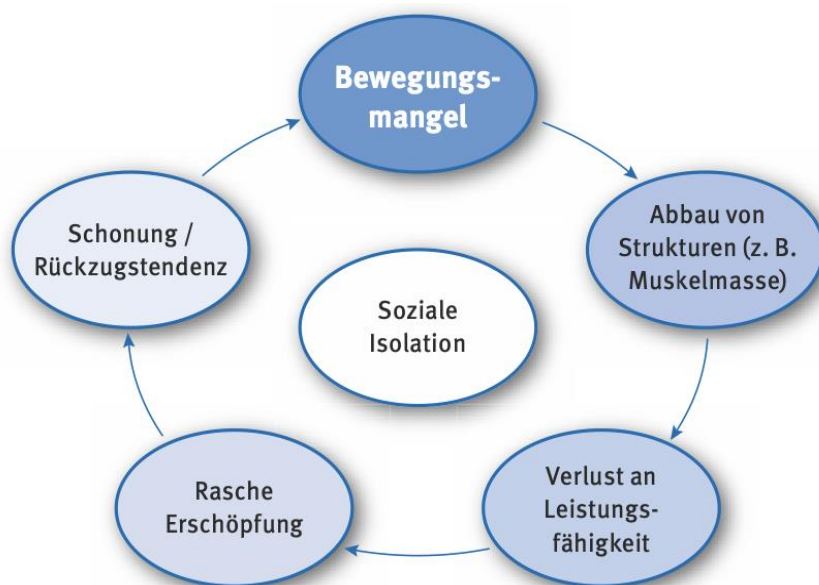 Bewegungs-
mangel
Abbau von
Strukturen (z. B.
Muskelmasse)
Verlust an
Leistungs-
fähigkeit
Rasche
Erschöpfung
Schonung /
Rückzugstendenz
Soziale
Isolation